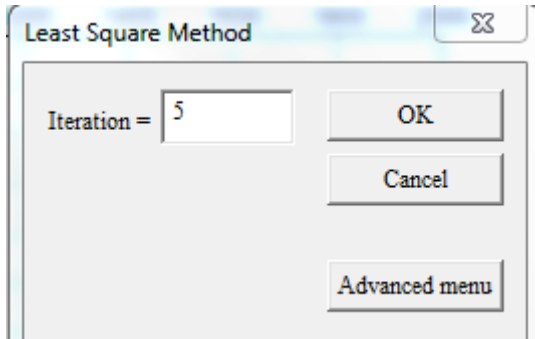 Least Square Method
Iteration = 5
OK
Cancel
Advanced menu